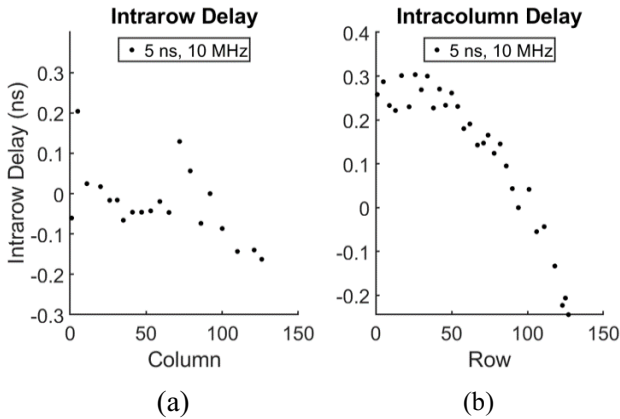 Intrarow Delay
5 ns, 10 MHz
0.3
0.2
0.1
0
-0.1
-0.2
-0.3
Intrarow Delay (ns)
0 50 100 150
Column
(a)
Intracolumn Delay
5 ns, 10 MHz
0.4
0.3
0.2
0.1
0
-0.1
-0.2
0 50 100 150
Row
(b)